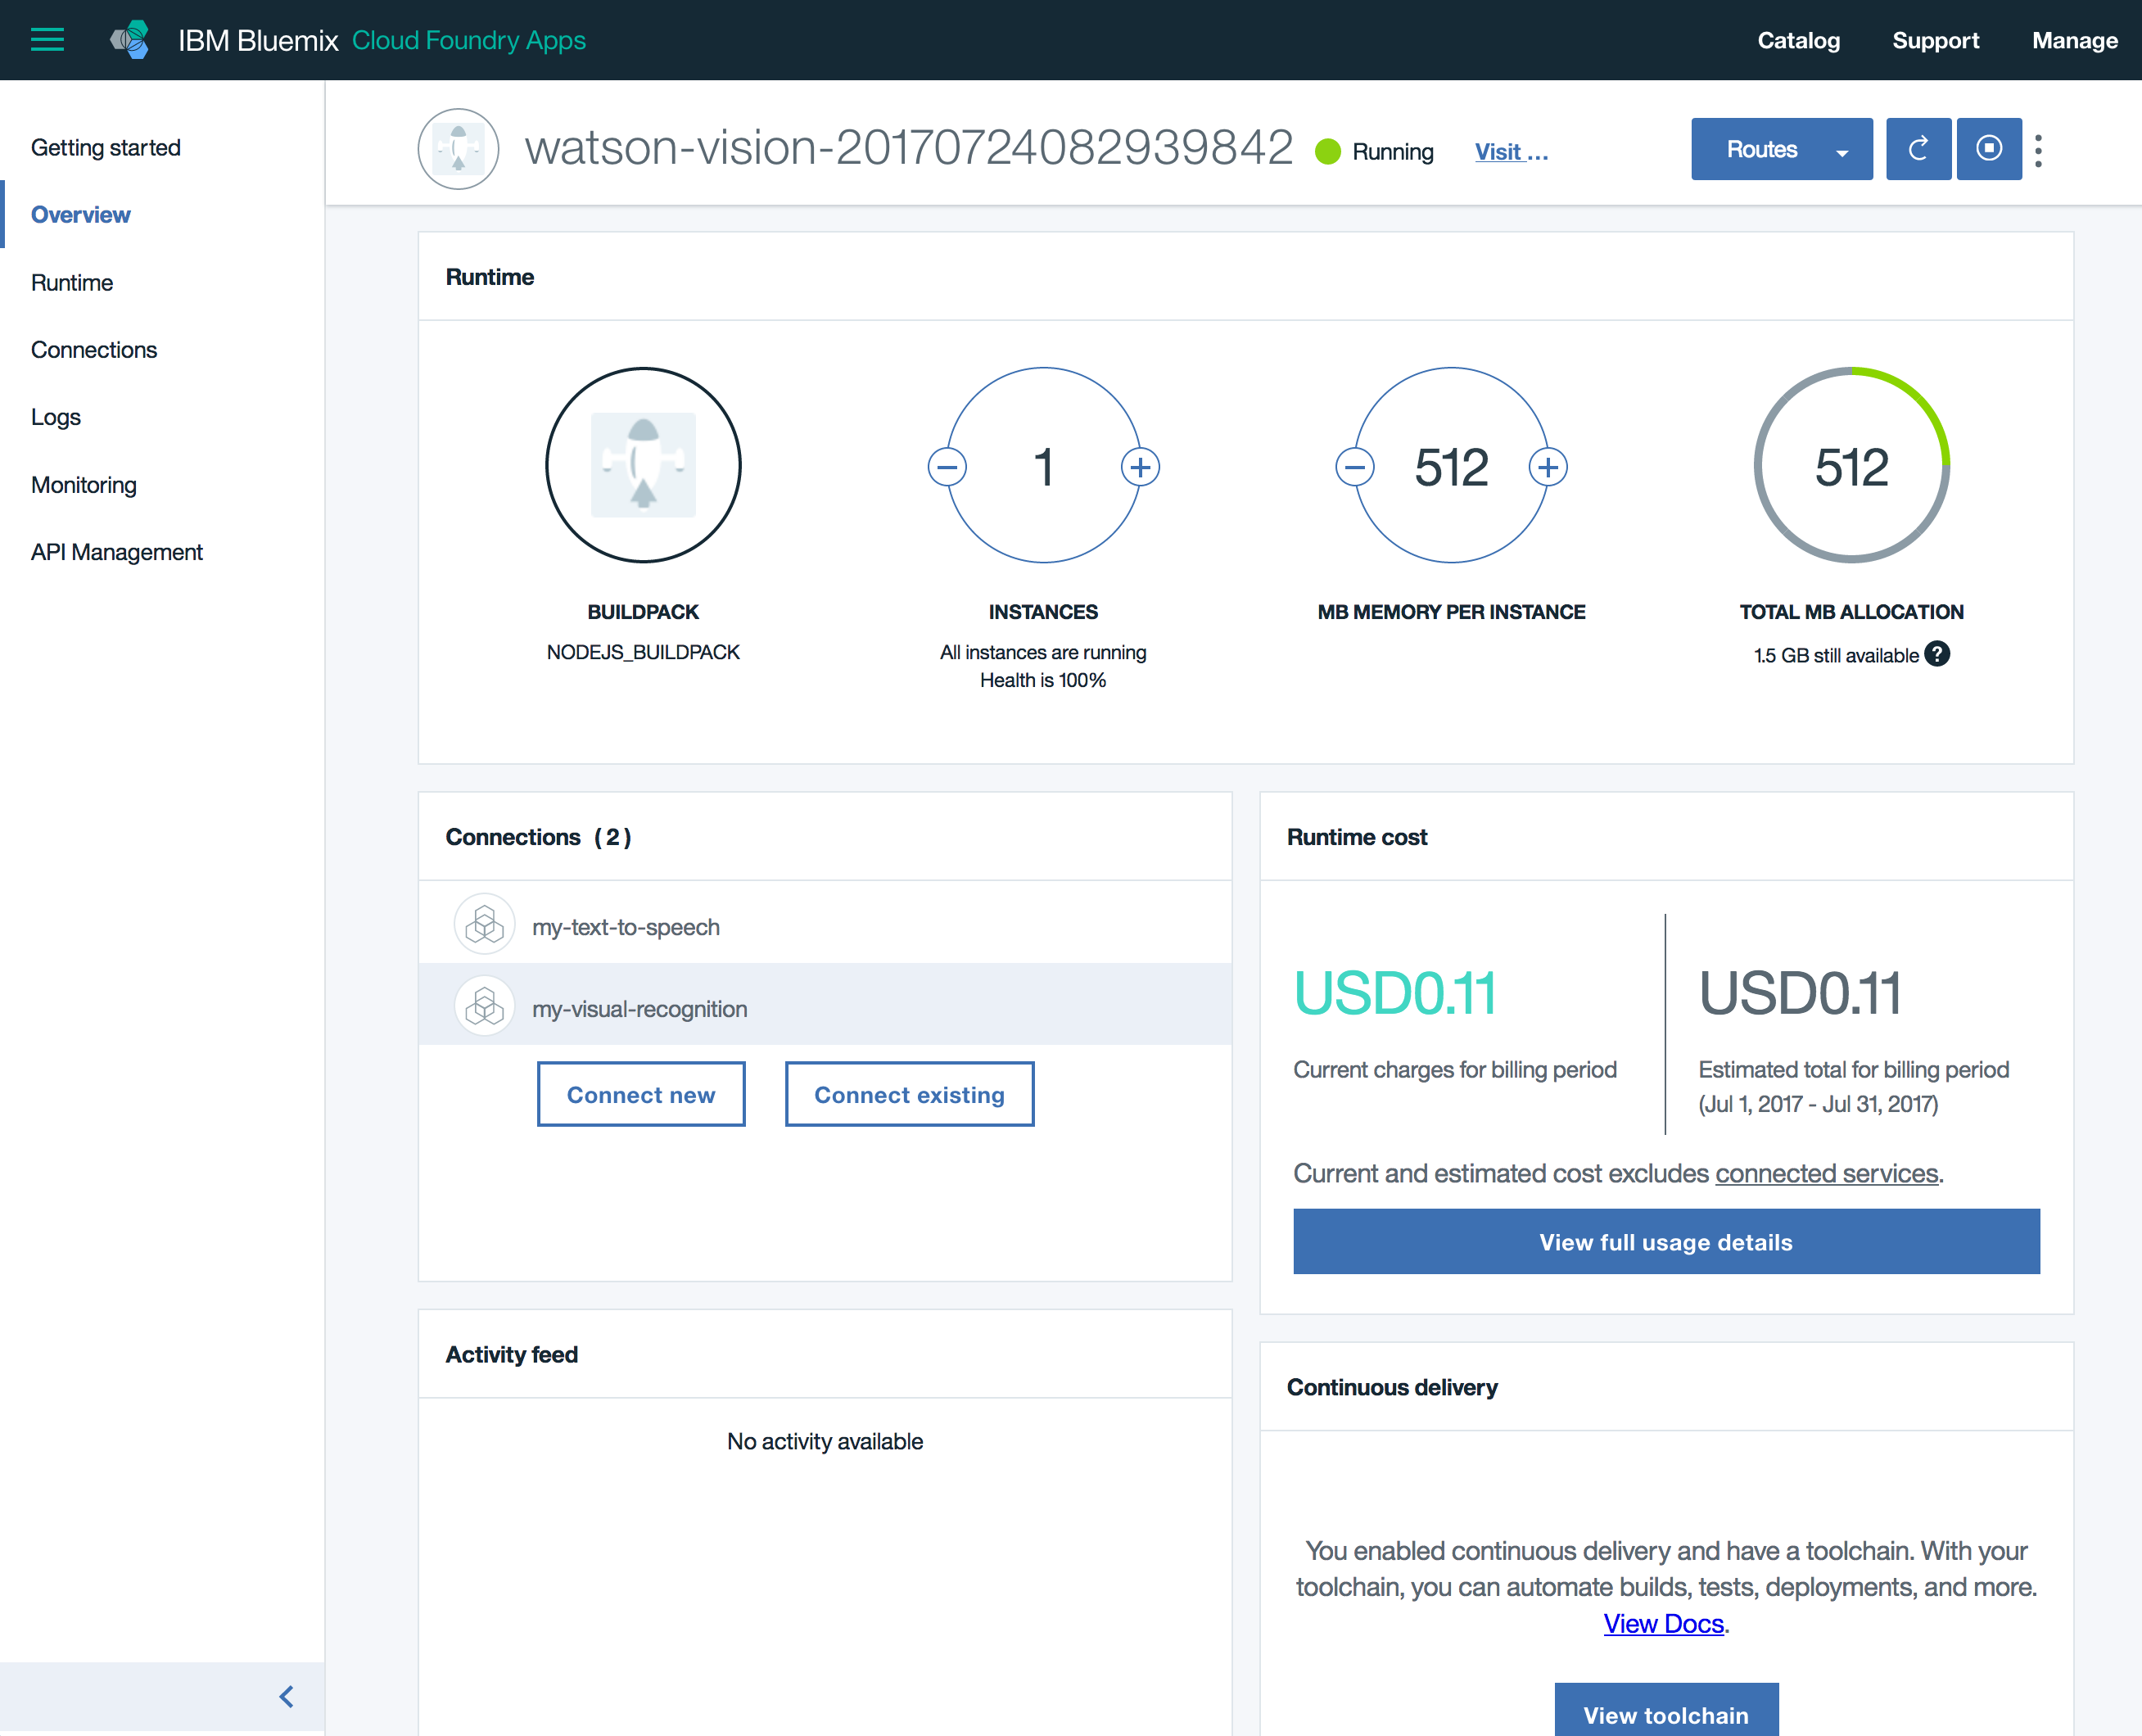 IBM Bluemix Cloud Foundry Apps
Catalog
Support
Manage
Getting started
Overview
Runtime
Connections
Logs
Monitoring
API Management
watson-vision-20170724082939842
Running
Visit ...
Routes
Runtime
1
512
512
BUILDPACK
NODEJS_BUILDPACK
INSTANCES
All instances are running
Health is 100%
MB MEMORY PER INSTANCE
TOTAL MB ALLOCATION
1.5 GB still available ?
Connections (2)
my-text-to-speech
my-visual-recognition
Connect new
Connect existing
Runtime cost
USD0.11
Current charges for billing period
USD0.11
Estimated total for billing period
(Jul 1, 2017 - Jul 31, 2017)
Current and estimated cost excludes connected services.
View full usage details
Activity feed
No activity available
Continuous delivery
You enabled continuous delivery and have a toolchain. With your
toolchain, you can automate builds, tests, deployments, and more.
View Docs.
View toolchain